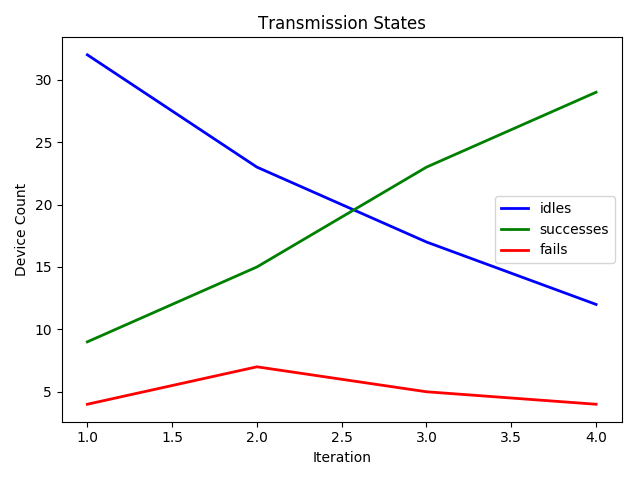 Transmission States
Device Count
30
25
20
15
10
5
idles
successes
fails
1.0 1.5 2.0 2.5 3.0 3.5 4.0
Iteration